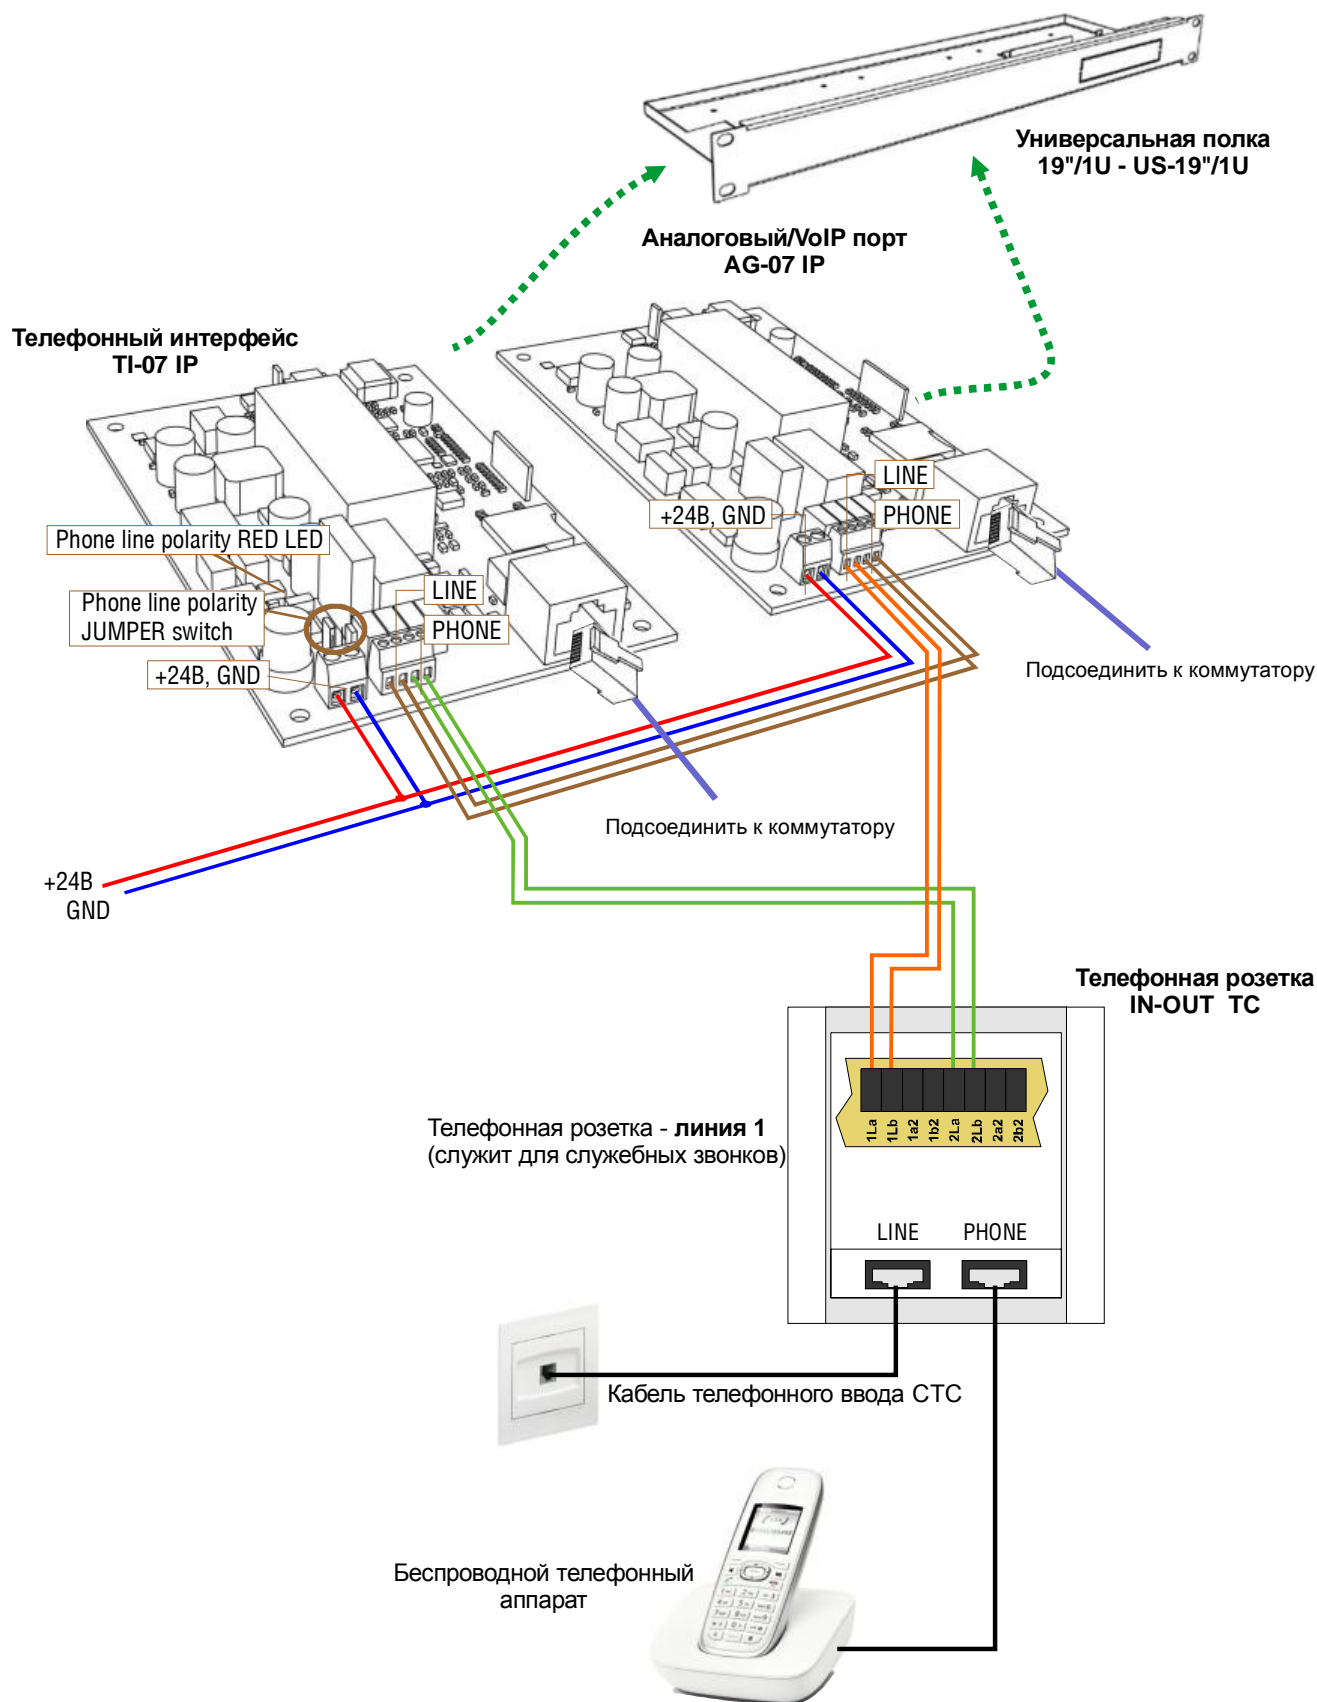 Универсальная полка
19"/1U - US-19"/1U
Аналоговый/VoIP порт
AG-07 IP
Телефонный интерфейс
TI-07 IP
LINE
+24В, GND
PHONE
Phone line polarity RED LED
LINE
Phone line polarity
JUMPER switch
PHONE
+24В, GND
Подсоединить к коммутатору
Подсоединить к коммутатору
+24В
GND
Телефонная розетка
IN-OUT TC
1La
1Lb
1a2
1b2
2La
2Lb
2a2
2b2
Телефонная розетка - линия 1
(служит для служебных звонков)
LINE
PHONE
Кабель телефонного ввода СТС
Беспроводной телефонный
аппарат